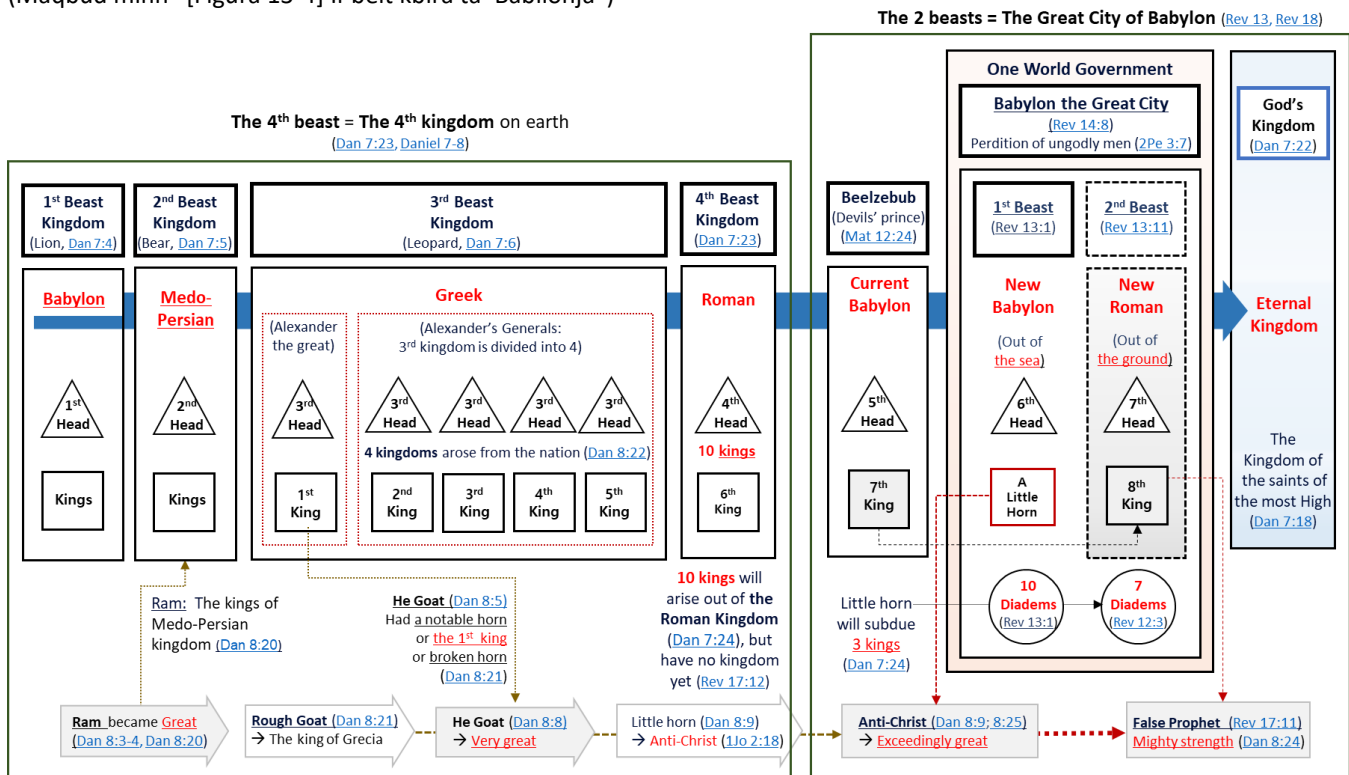 (Maqbud minn [Figura 13-4] Il-belt kbira ta' Babilonja )
The 2 beasts = The Great City of Babylon (Rev 13, Rev 18)
The 4th beast = The 4th kingdom on earth
(Dan 7:23, Daniel 7-8)
1st Beast
Kingdom
(Lion, Dan 7:4)
2nd Beast
Kingdom
(Bear, Dan 7:5)
3rd Beast
Kingdom
(Leopard, Dan 7:6)
4th Beast
Kingdom
(Dan 7:23)
Babylon
Medo-
Persian
Greek
Roman
(Alexander
the great)
(Alexander's Generals:
3rd kingdom is divided into 4)
1st
Head
2nd
Head
3rd
Head
3rd
Head
3rd
Head
3rd
Head
3rd
Head
4th
Head
4 kingdoms arose from the nation (Dan 8:22)
10 kings
Kings
Kings
1st
King
2nd
King
3rd
King
4th
King
5th
King
6th
King
Ram: The kings of
Medo-Persian
kingdom (Dan 8:20)
He Goat (Dan 8:5)
Had a notable horn
or the 1st king
or broken horn
(Dan 8:21)
10 kings will
arise out of the
Roman Kingdom
(Dan 7:24), but
have no kingdom
yet (Rev 17:12)
One World Government
Babylon the Great City
(Rev 14:8)
Perdition of ungodly men (2Pe 3:7)
God's
Kingdom
(Dan 7:22)
Beelzebub
(Devils' prince)
(Mat 12:24)
1st Beast
(Rev 13:1)
2nd Beast
(Rev 13:11)
Current
Babylon
New
Babylon
New
Roman
Eternal
Kingdom
(Out of
the sea)
(Out of
the ground)
5th
Head
6th
Head
7th
Head
7th
King
A
Little
Horn
8th
King
The
Kingdom of
the saints of
the most High
(Dan 7:18)
Little horn
will subdue
3 kings
(Dan 7:24)
10
Diadems
(Rev 13:1)
7
Diadems
(Rev 12:3)
Ram became Great
(Dan 8:3-4, Dan 8:20)
Rough Goat (Dan 8:21)
→ The king of Grecia
He Goat (Dan 8:8)
→ Very great
Little horn (Dan 8:9)
→ Anti-Christ (1Jo 2:18)
Anti-Christ (Dan 8:9; 8:25)
→ Exceedingly great
False Prophet (Rev 17:11)
Mighty strength (Dan 8:24)